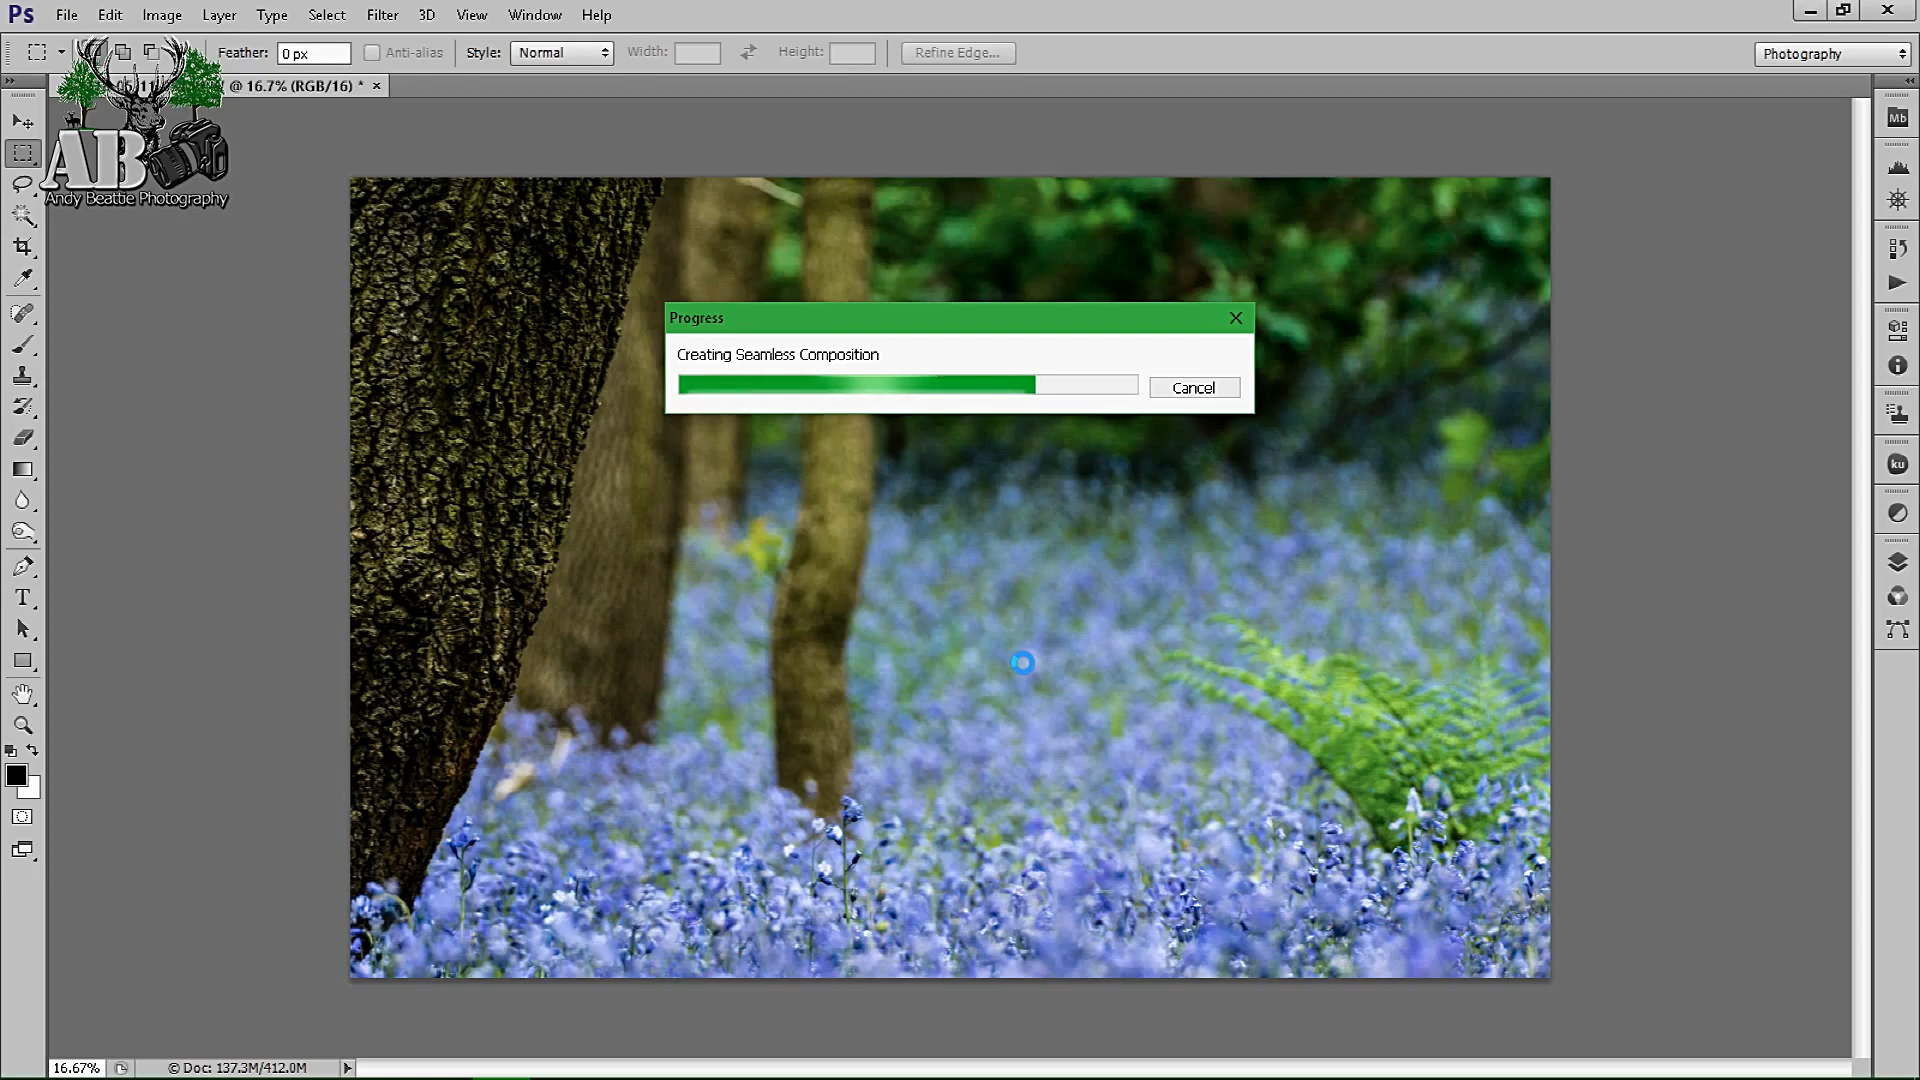 Ps File Edit Image Layer Type Select Filter 3D View Window Help
Feather: 0 px Anti-alias Style: Normal Width: Height: Refine Edge... Photography
@ 16.7% (RGB/16) *
AB
Andy Beattie Photography
Mb
Progress
Creating Seamless Composition
Cancel
ku
T
16.67% © Doc: 137.3M/412.0M